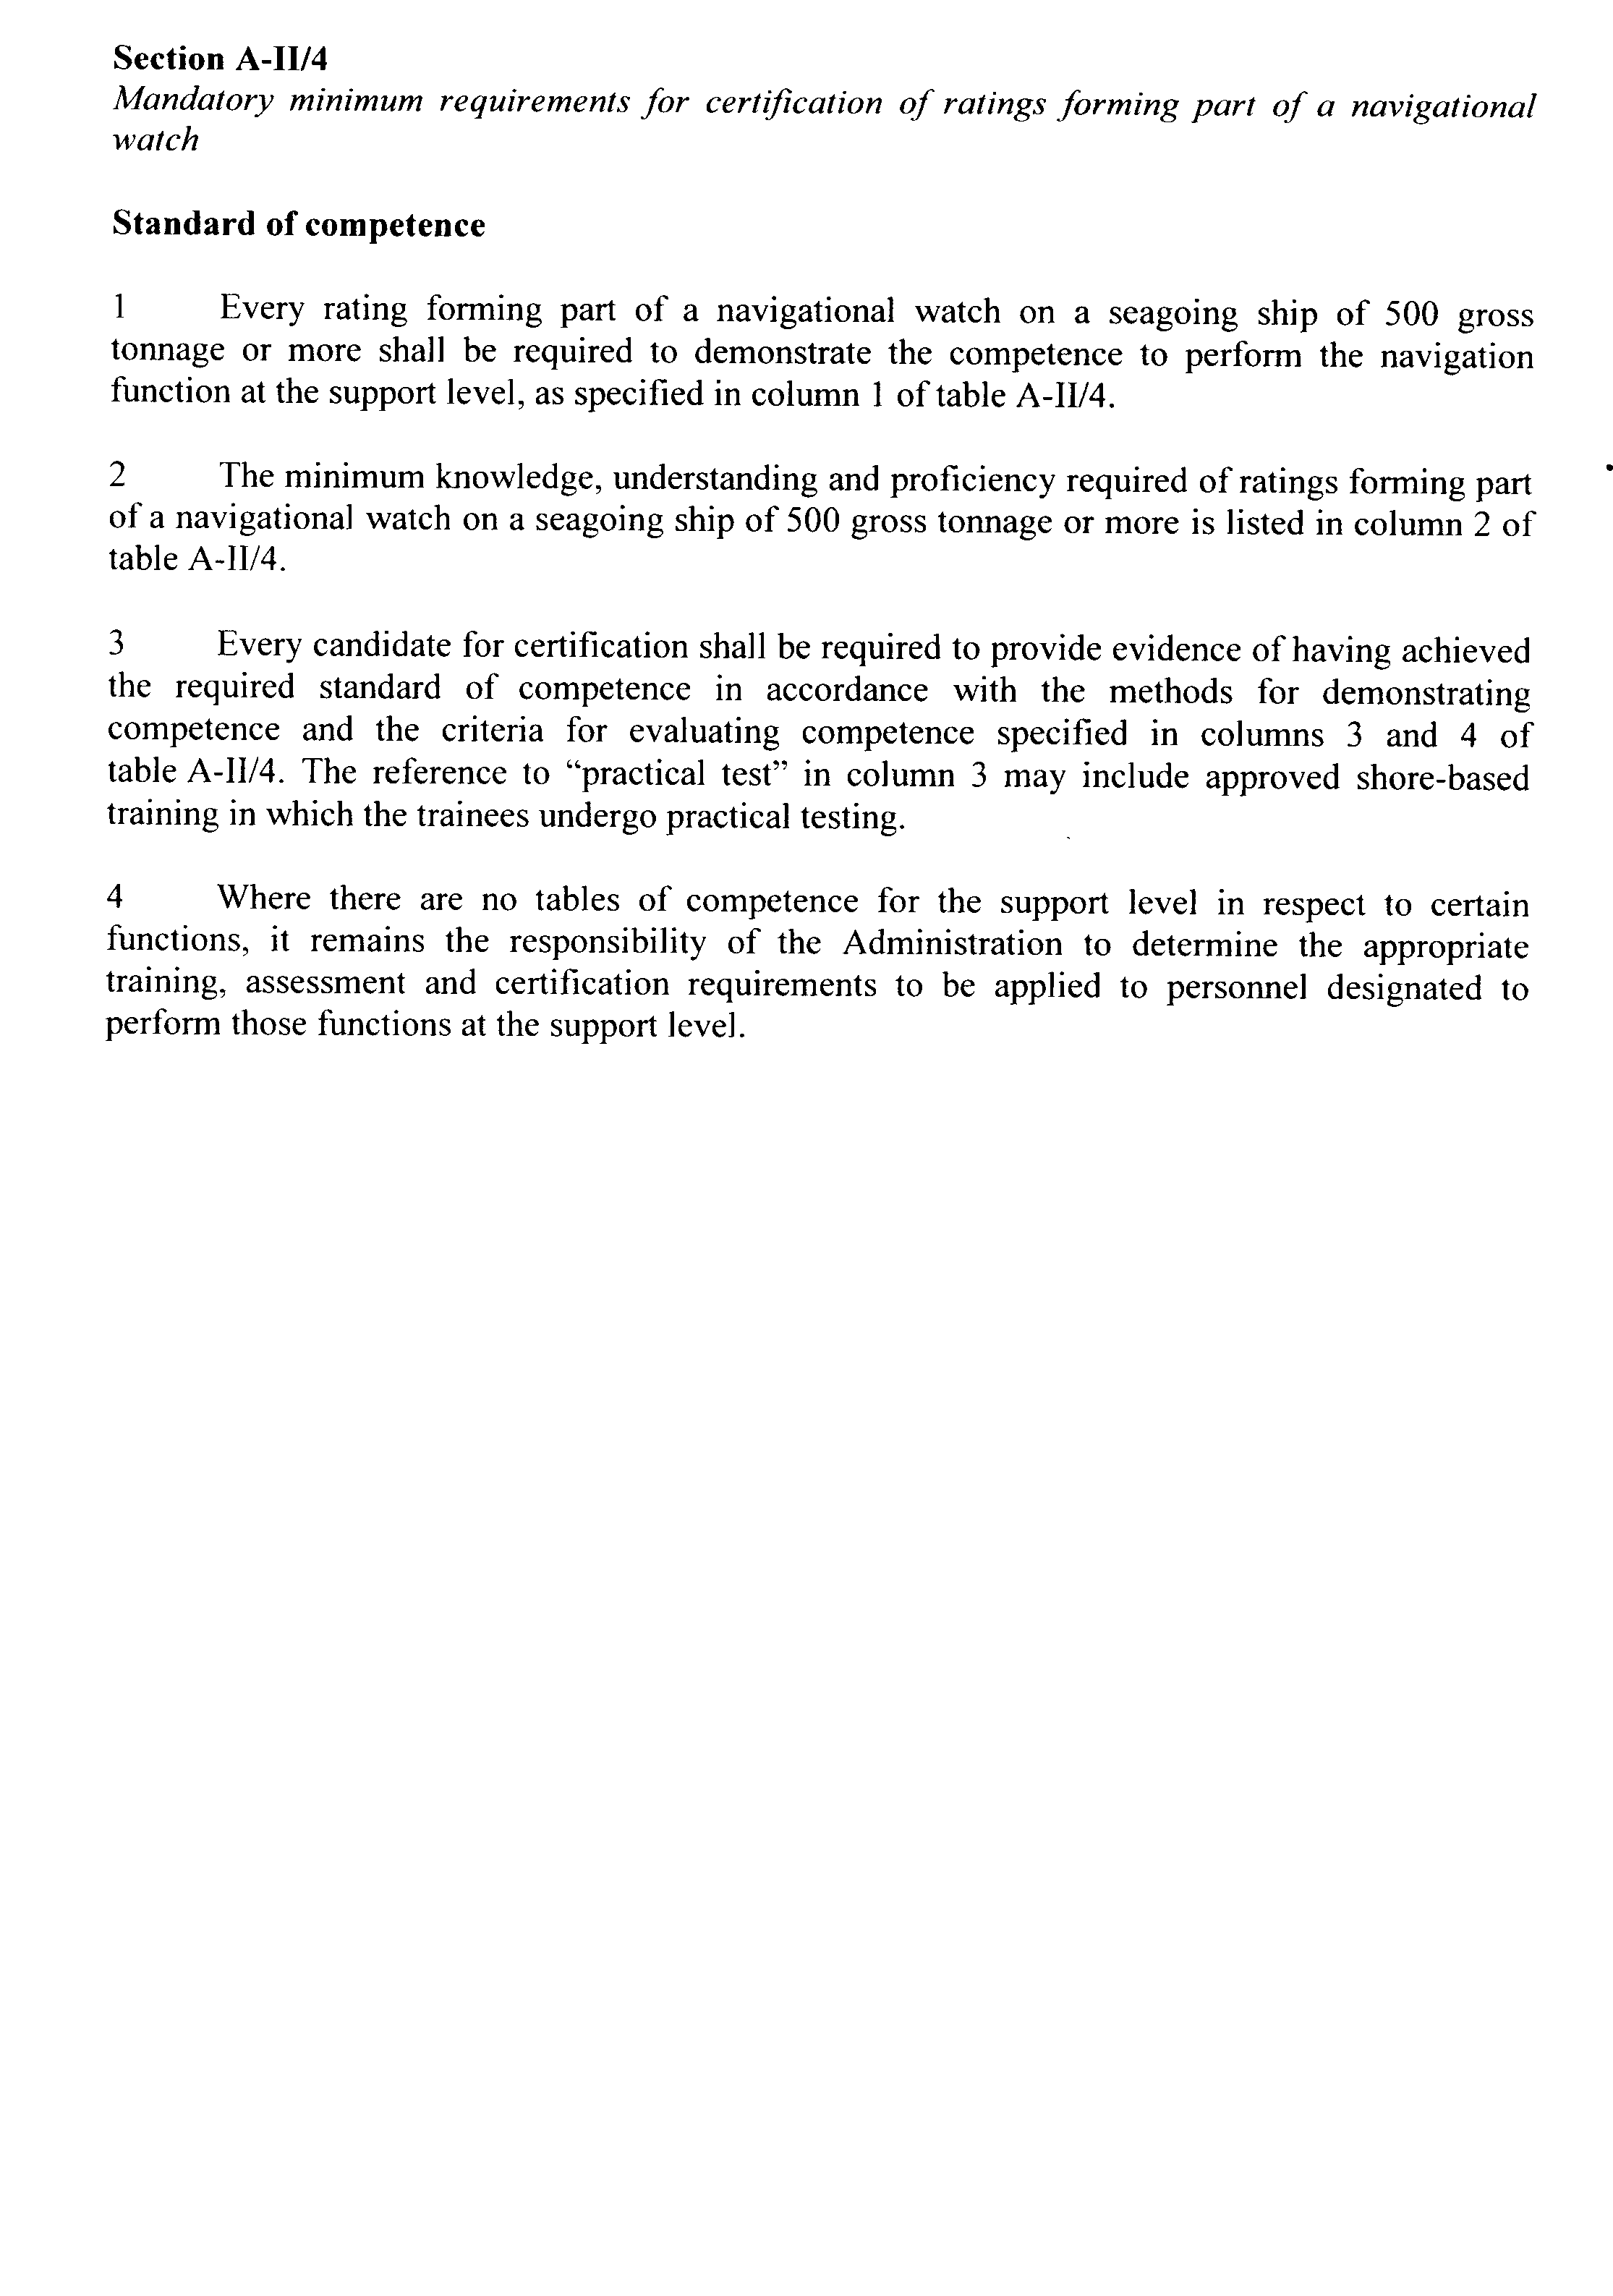 Section A-II/4
Mandatory minimum requirements for certification of ratings forming part of a navigational
watch
Standard of competence
1 Every rating forming part of a navigational watch on a seagoing ship of 500 gross
tonnage or more shall be required to demonstrate the competence to perform the navigation
function at the support level, as specified in column 1 of table A-II/4.
2 The minimum knowledge, understanding and proficiency required of ratings forming part
of a navigational watch on a seagoing ship of 500 gross tonnage or more is listed in column 2 of
table A-II/4.
3 Every candidate for certification shall be required to provide evidence of having achieved
the required standard of competence in accordance with the methods for demonstrating
competence and the criteria for evaluating competence specified in columns 3 and 4 of
table A-II/4. The reference to “practical test” in column 3 may include approved shore-based
training in which the trainees undergo practical testing.
4 Where there are no tables of competence for the support level in respect to certain
functions, it remains the responsibility of the Administration to determine the appropriate
training, assessment and certification requirements to be applied to personnel designated to
perform those functions at the support level.